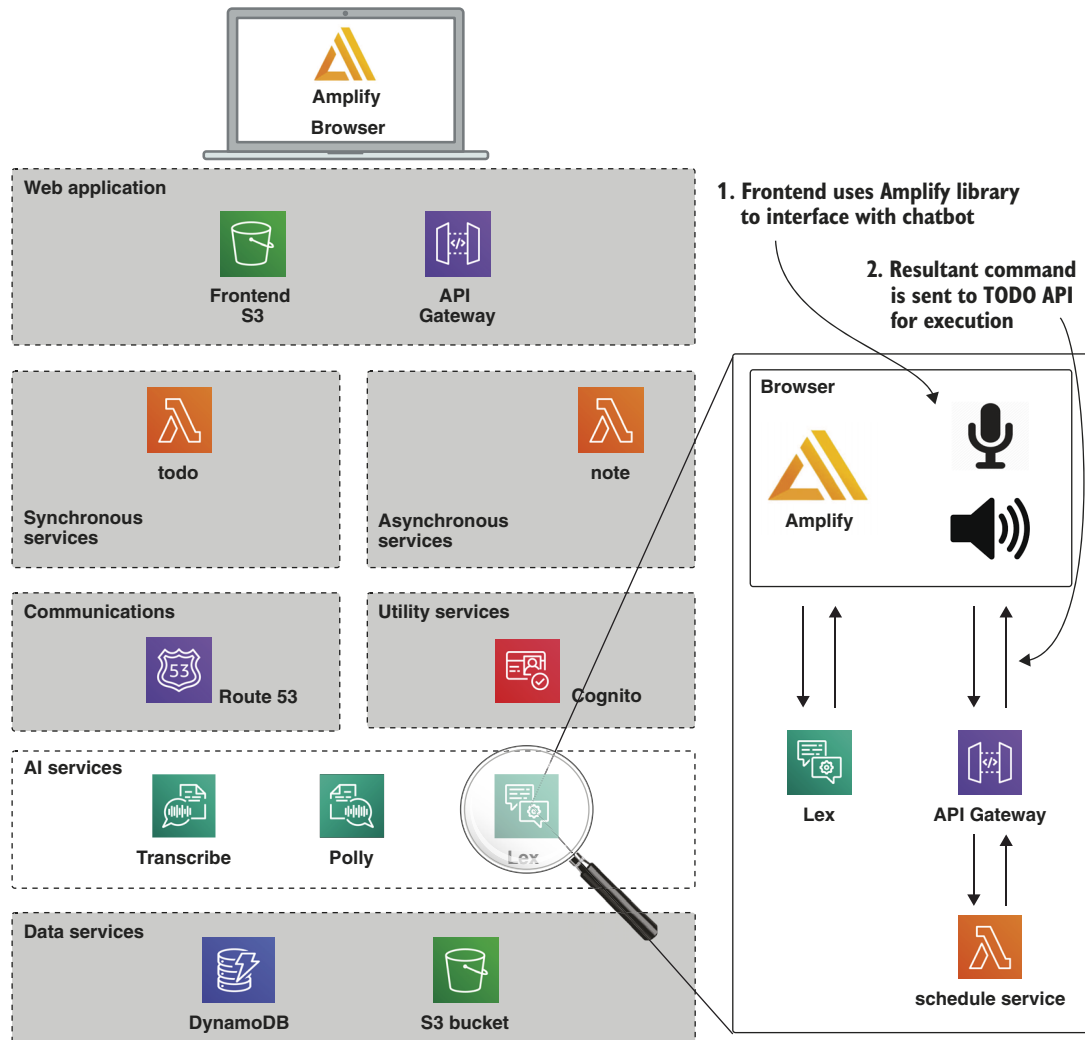 Amplify
Browser
Web application
Frontend
S3
API
Gateway
todo
Synchronous
services
note
Asynchronous
services
Communications
53
Route 53
Utility services
Cognito
AI services
Transcribe
Polly
Lex
Data services
DynamoDB
S3 bucket
1. Frontend uses Amplify library
to interface with chatbot
2. Resultant command
is sent to TODO API
for execution
Browser
Amplify
Lex
</>
API Gateway
schedule service